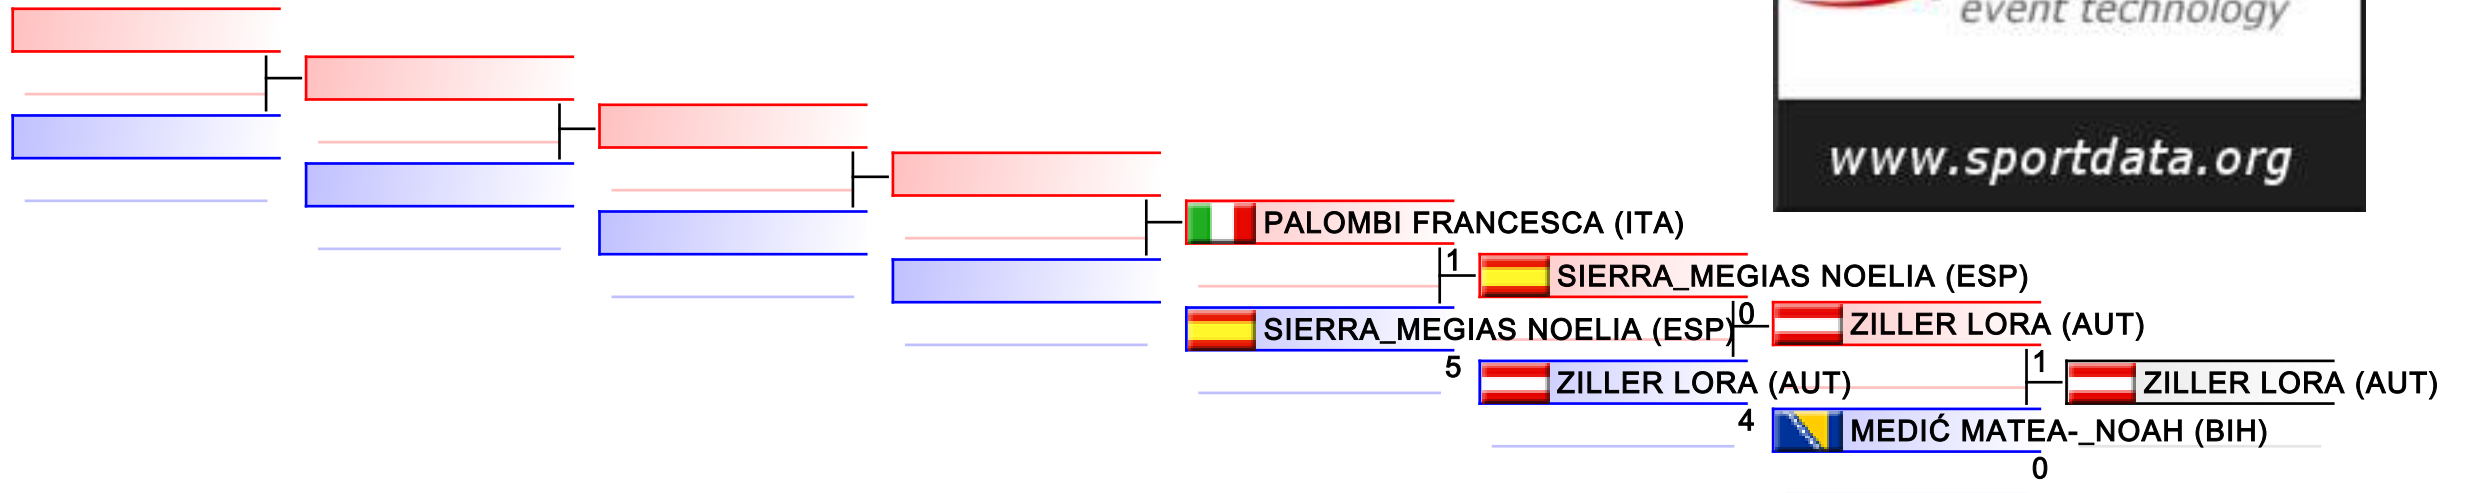 event technology
www.sportdata.org
PALOMBI FRANCESCA (ITA)
1
SIERRA_MEGIAS NOELIA (ESP)
0
SIERRA_MEGIAS NOELIA (ESP)
5
ZILLER LORA (AUT)
1
ZILLER LORA (AUT)
4
ZILLER LORA (AUT)
MEDIĆ MATEA-_NOAH (BIH)
0